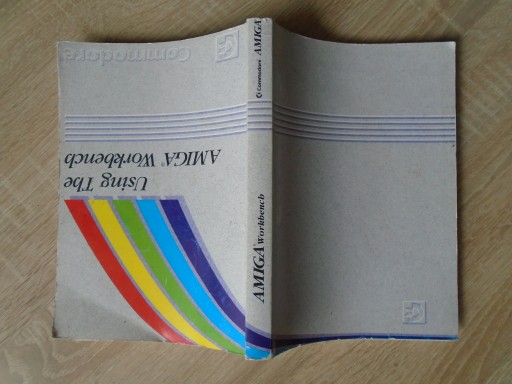 Commodore
Using The
AMIGA® Workbench
AMIGA® Workbench
Commodore AMIGA®